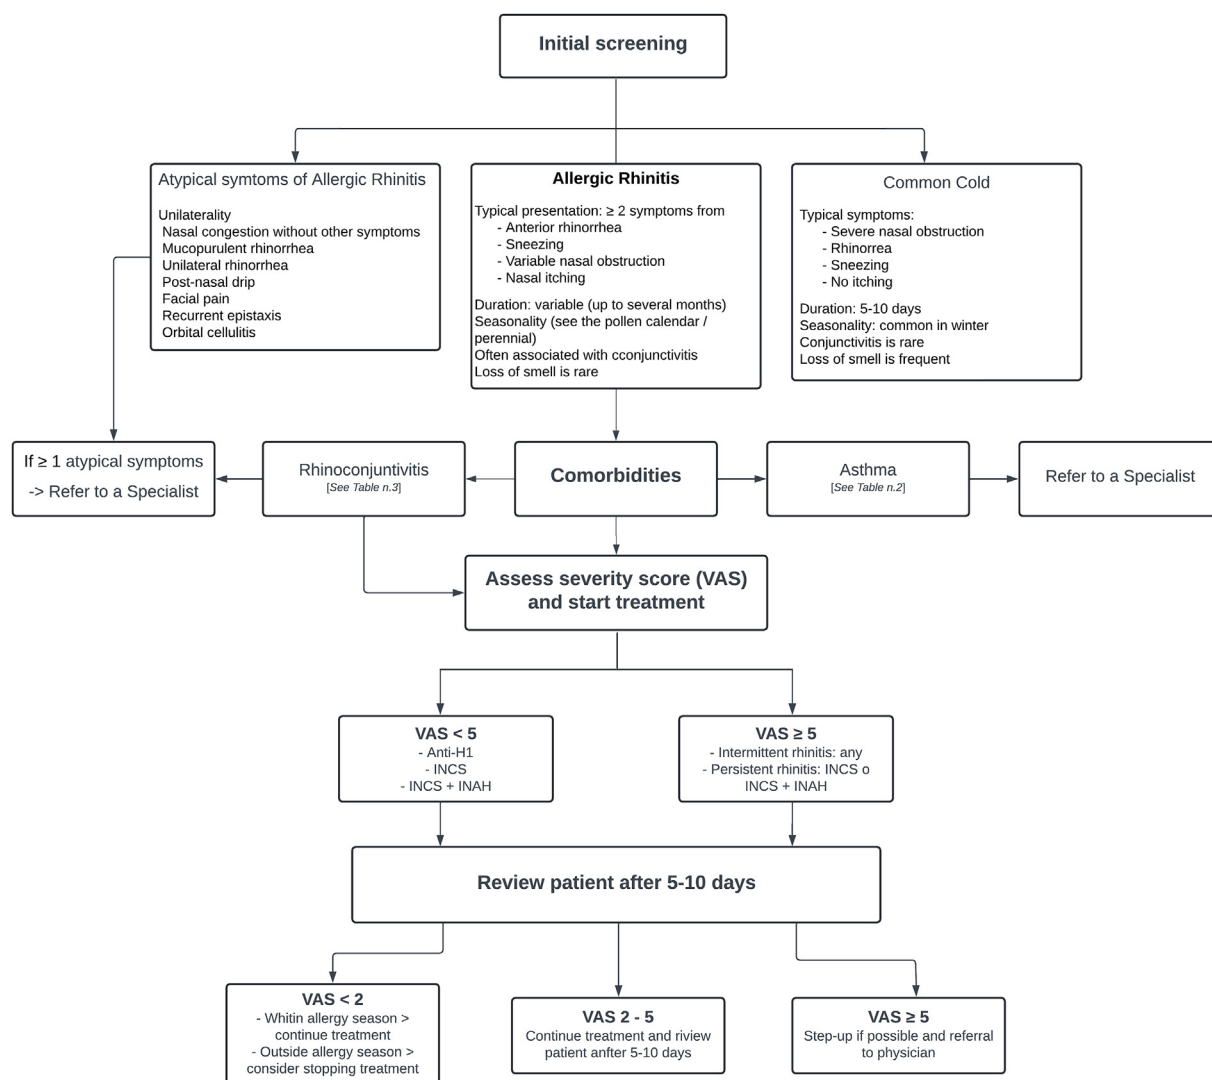 Initial screening
Atypical symtoms of Allergic Rhinitis
Unilaterality
Nasal congestion without other symptoms
Mucopurulent rhinorrhea
Unilateral rhinorrhea
Post-nasal drip
Facial pain
Recurrent epistaxis
Orbital cellulitis
Allergic Rhinitis
Typical presentation: ≥ 2 symptoms from
- Anterior rhinorrhea
- Sneezing
- Variable nasal obstruction
- Nasal itching
Duration: variable (up to several months)
Seasonality (see the pollen calendar /
perennial)
Often associated with cconjunctivitis
Loss of smell is rare
Common Cold
Typical symptoms:
- Severe nasal obstruction
- Rhinorrea
- Sneezing
- No itching
Duration: 5-10 days
Seasonality: common in winter
Conjunctivitis is rare
Loss of smell is frequent
If ≥ 1 atypical symptoms
-> Refer to a Specialist
Rhinoconjuntivitis
[See Table n.3]
Comorbidities
Asthma
[See Table n.2]
Refer to a Specialist
Assess severity score (VAS)
and start treatment
VAS < 5
- Anti-H1
- INCS
- INCS + INAH
VAS ≥ 5
- Intermittent rhinitis: any
- Persistent rhinitis: INCS o
INCS + INAH
Review patient after 5-10 days
VAS < 2
- Whitin allergy season >
continue treatment
- Outside allergy season >
consider stopping treatment
VAS 2 - 5
Continue treatment and riview
patient anfter 5-10 days
VAS ≥ 5
Step-up if possible and referral
to physician